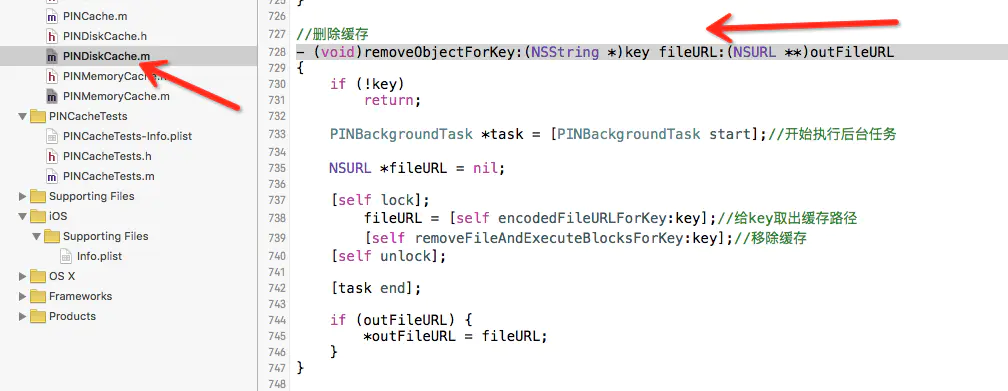 PINCache.m
PINDiskCache.h
PINDiskCache.m
PINMemoryCache.h
PINMemoryCache.m
PINCacheTests
PINCacheTests-Info.plist
PINCacheTests.h
PINCacheTests.m
Supporting Files
iOS
Supporting Files
Info.plist
OS X
Frameworks
Products
725 }
726
727 //删除缓存
728 - (void)removeObjectForKey:(NSString *)key fileURL:(NSURL **)outFileURL
729 {
730 if (!key)
731 return;
732
733 PINBackgroundTask *task = [PINBackgroundTask start];//开始执行后台任务
734
735 NSURL *fileURL = nil;
736
737 [self lock];
738 fileURL = [self encodedFileURLForKey:key];//给key取出缓存路径
739 [self removeFileAndExecuteBlocksForKey:key];//移除缓存
740 [self unlock];
741
742 [task end];
743
744 if (outFileURL) {
745 *outFileURL = fileURL;
746 }
747 }
748